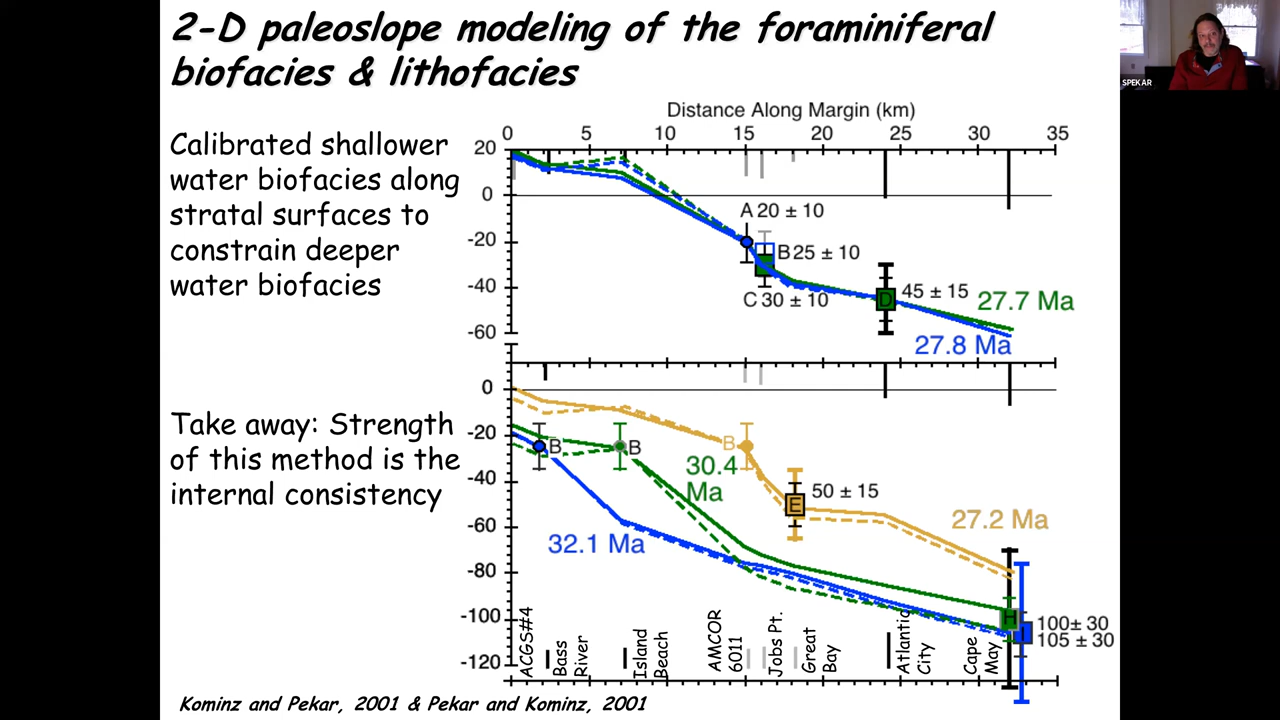 2-D paleoslope modeling of the foraminiferal
biofacies & lithofacies
SPEKAR
Calibrated shallower
water biofacies along
stratal surfaces to
constrain deeper
water biofacies
Take away: Strength
of this method is the
internal consistency
Distance Along Margin (km)
0 5 10 15 20 25 30 35
20
0
-20
-40
-60
A 20 ± 10
B 25 ± 10
C 30 ± 10
D
45 ± 15
27.7 Ma
27.8 Ma
0
-20
-40
-60
-80
-100
-120
B
B
B
30.4
Ma
E
50 ± 15
27.2 Ma
32.1 Ma
H
I
100± 30
105 ± 30
ACGS#4
Bass
River
Island
Beach
AMCOR
6011
Jobs Pt.
Great
Bay
Atlantic
City
Cape
May
Kominz and Pekar, 2001 & Pekar and Kominz, 2001